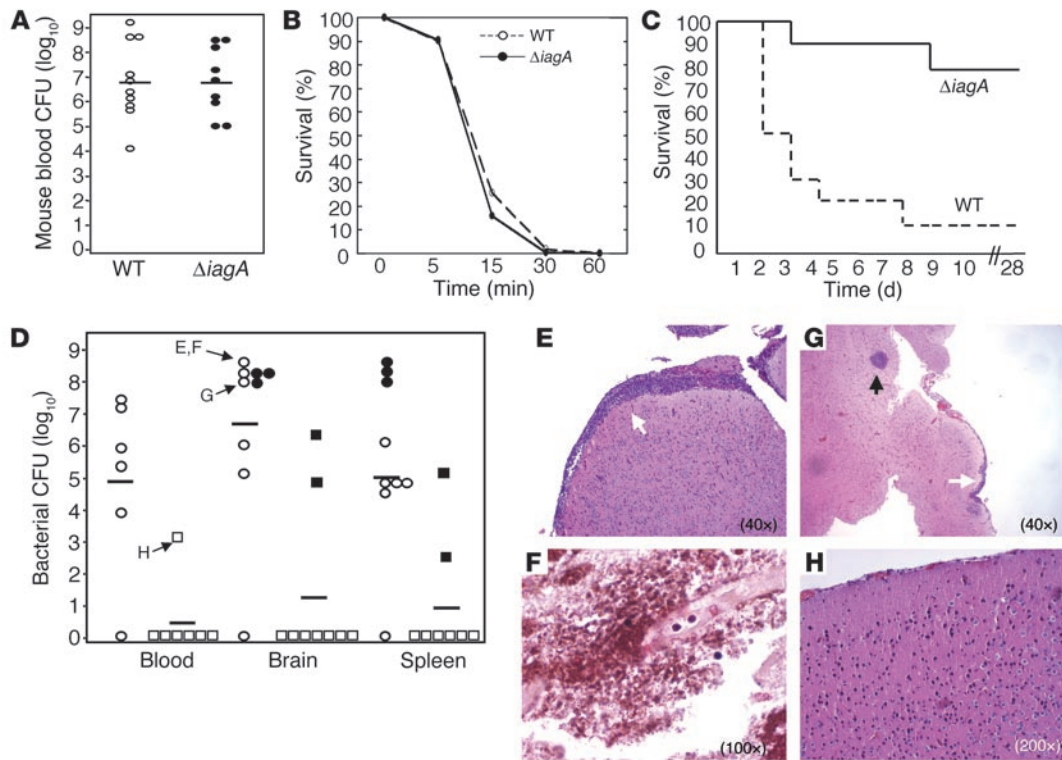 A
Mouse blood CFU (log10)
9
8
7
6
5
4
3
2
1
0
WT
ΔiagA
B
Survival (%)
100
90
80
70
60
50
40
30
20
10
0
WT
ΔiagA
0 5 15 30 60
Time (min)
C
Survival (%)
100
90
80
70
60
50
40
30
20
10
0
ΔiagA
WT
1 2 3 4 5 6 7 8 9 10 // 28
Time (d)
D
Bacterial CFU (log10)
9
8
7
6
5
4
3
2
1
0
E,F
G
H
Blood Brain Spleen
E
(40×)
G
(40×)
F
(100×)
H
(200×)